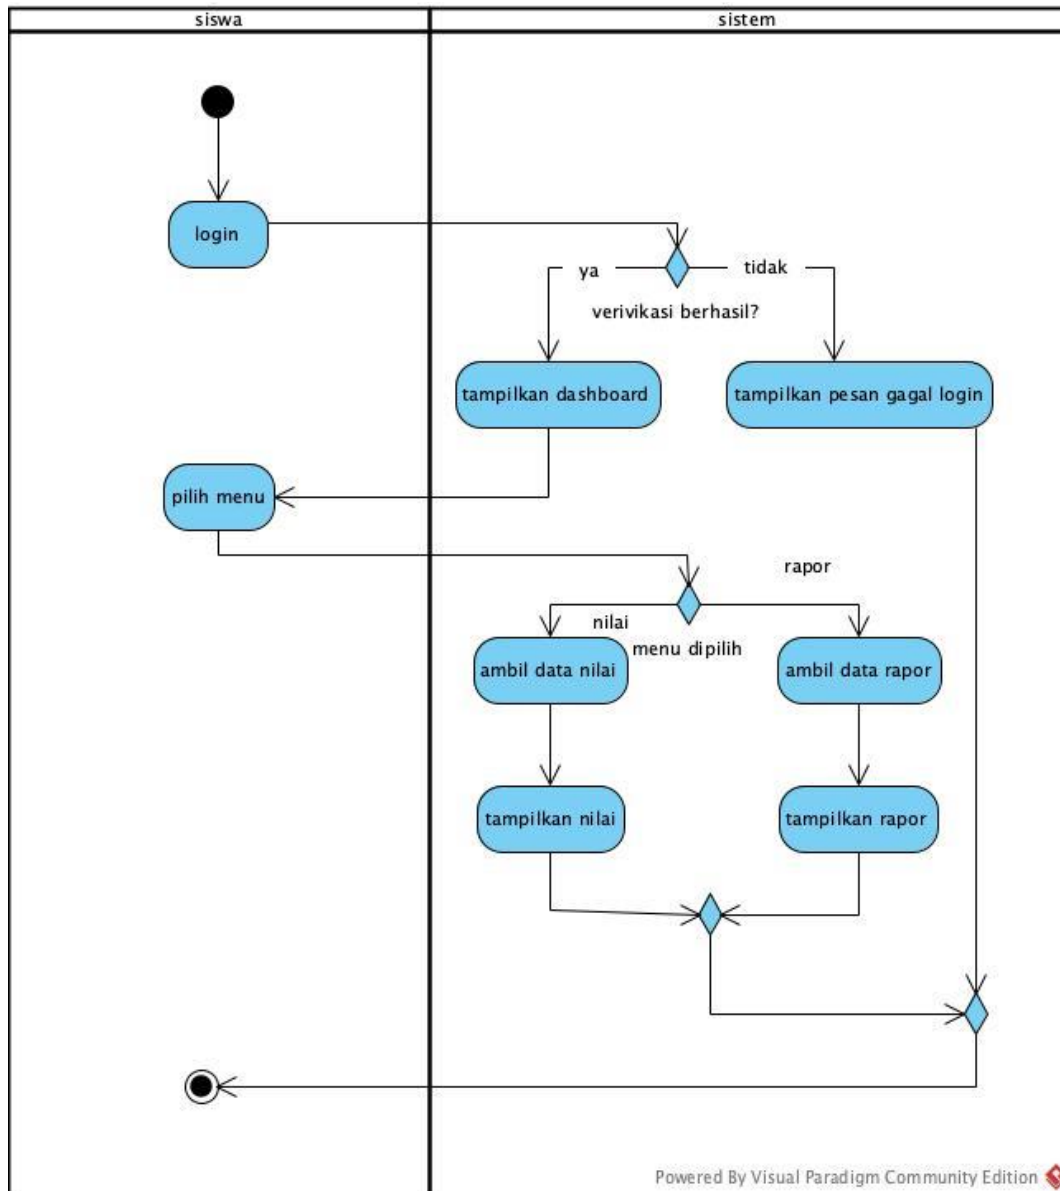 siswa
sistem
login
ya
tidak
verivikasi berhasil?
tampilkan dashboard
tampilkan pesan gagal login
pilih menu
rapor
nilai
menu dipilih
ambil data nilai
ambil data rapor
tampilkan nilai
tampilkan rapor
Powered By Visual Paradigm Community Edition